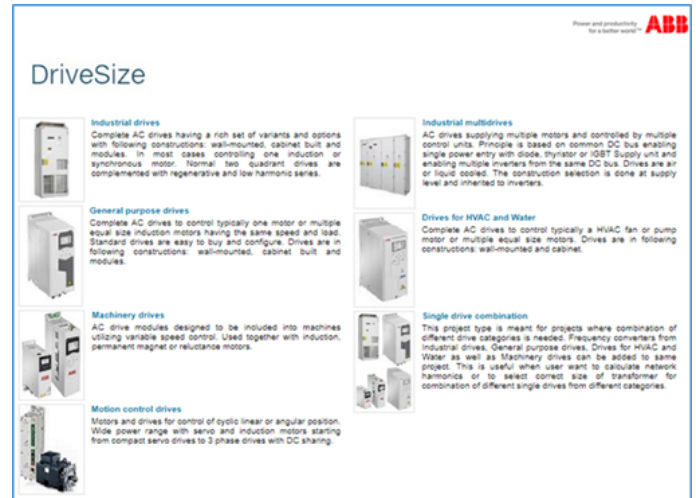 Power and productivity
for a better world™
ABB
DriveSize
Industrial drives
Complete AC drives having a rich set of variants and options
with following constructions: wall-mounted, cabinet built and
modules. In most cases controlling one induction or
synchronous motor. Normal two quadrant drives are
complemented with regenerative and low harmonic series.
General purpose drives
Complete AC drives to control typically one motor or multiple
equal size induction motors having the same speed and load.
Standard drives are easy to buy and configure. Drives are in
following constructions: wall-mounted, cabinet built and
modules.
Machinery drives
AC drive modules designed to be included into machines
utilizing variable speed control. Used together with induction,
permanent magnet or reluctance motors.
Motion control drives
Motors and drives for control of cyclic linear or angular position.
Wide power range with servo and induction motors starting
from compact servo drives to 3 phase drives with DC sharing.
Industrial multidrives
AC drives supplying multiple motors and controlled by multiple
control units. Principle is based on common DC bus enabling
single power entry with diode, thyristor or IGBT Supply unit and
enabling multiple inverters from the same DC bus. Drives are air
or liquid cooled. The construction selection is done at supply
level and inherited to inverters.
Drives for HVAC and Water
Complete AC drives to control typically a HVAC fan or pump
motor or multiple equal size motors. Drives are in following
constructions: wall-mounted and cabinet.
Single drive combination
This project type is meant for projects where combination of
different drive categories is needed. Frequency converters from
Industrial drives, General purpose drives, Drives for HVAC and
Water as well as Machinery drives can be added to same
project. This is useful when user want to calculate network
harmonics or to select correct size of transformer for
combination of different single drives from different categories.